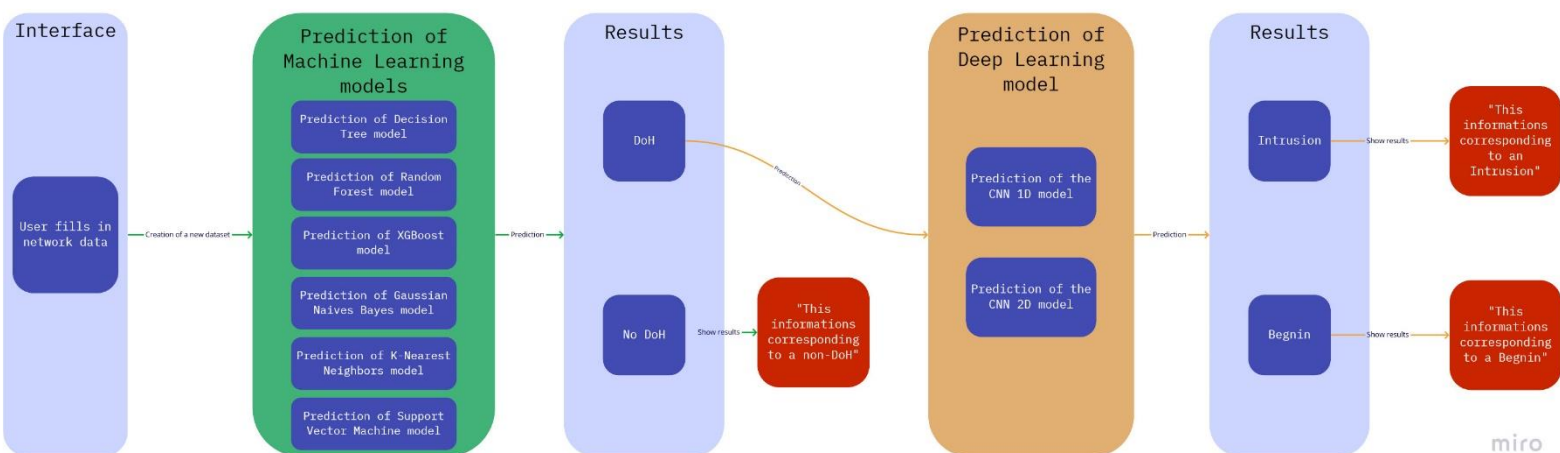 Interface
User fills in
network data
Creation of a new dataset
Prediction of
Machine Learning
models
Prediction of Decision
Tree model
Prediction of Random
Forest model
Prediction of XGBoost
model
Prediction of Gaussian
Naives Bayes model
Prediction of K-Nearest
Neighbors model
Prediction of Support
Vector Machine model
Prediction
Results
DoH
No DoH
Prediction
Show results
"This
informations
corresponding
to a non-DoH"
Prediction of
Deep Learning
model
Prediction of the
CNN 1D model
Prediction of the
CNN 2D model
Prediction
Results
Intrusion
Show results
"This
informations
corresponding
to an
Intrusion"
Begnin
Show results
"This
informations
corresponding
to a Begnin"
miro